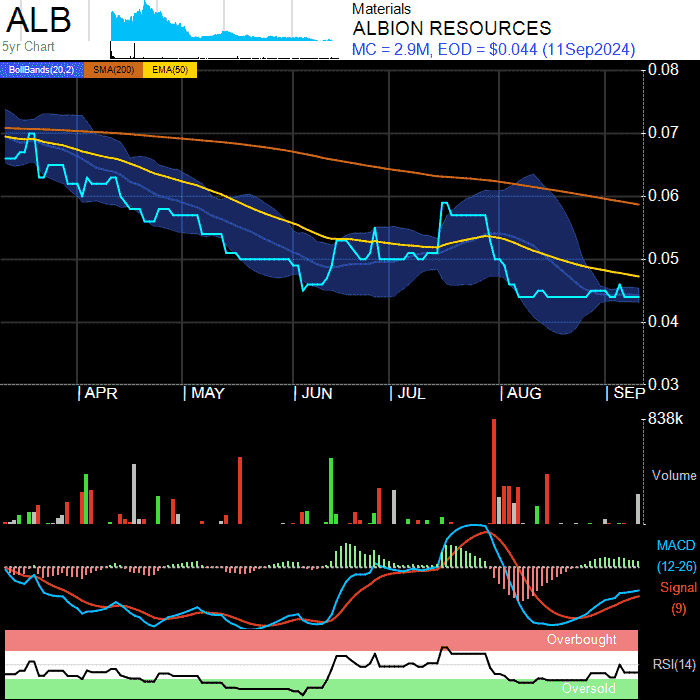 ALB
5yr Chart
Materials
ALBION RESOURCES
MC = 2.9M, EOD = $0.044 (11Sep2024)
BollBands(20,2) SMA(200) EMA(50)
0.08
0.07
0.06
0.05
0.04
0.03
| APR | MAY | JUN | JUL | AUG | SEP
838k
Volume
MACD
(12-26)
Signal
(9)
Overbought
RSI(14)
Oversold